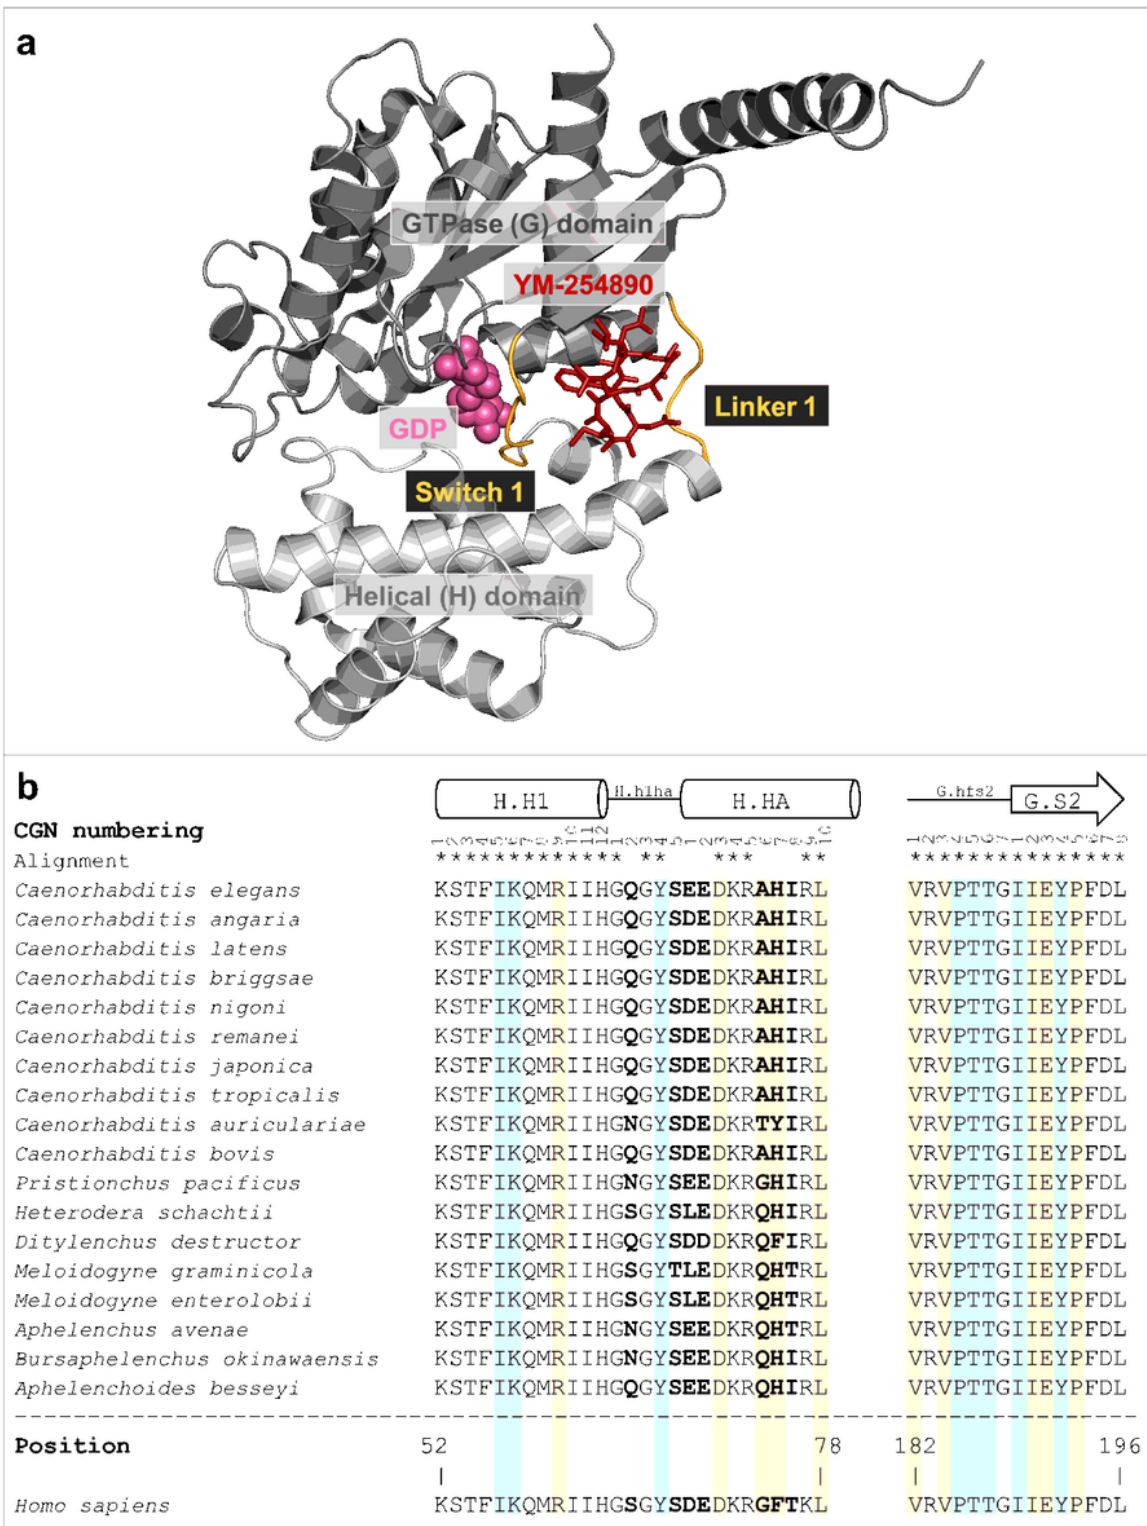 a
GTPase (G) domain
YM-254890
Linker 1
GDP
Switch 1
Helical (H) domain
b
H.H1 H.h1ha H.HA G.hfs2 G.S2
CGN numbering
Alignment ************* ** *** ** ***************
Caenorhabditis elegans KSTFIKQMRIIHGQGYSEEDKRAHIRL VRVPTTGIIEYPFDL
Caenorhabditis angaria KSTFIKQMRIIHGQGYSDEDKRAHIRL VRVPTTGIIEYPFDL
Caenorhabditis latens KSTFIKQMRIIHGQGYSDEDKRAHIRL VRVPTTGIIEYPFDL
Caenorhabditis briggsae KSTFIKQMRIIHGQGYSDEDKRAHIRL VRVPTTGIIEYPFDL
Caenorhabditis nigoni KSTFIKQMRIIHGQGYSDEDKRAHIRL VRVPTTGIIEYPFDL
Caenorhabditis remanei KSTFIKQMRIIHGQGYSDEDKRAHIRL VRVPTTGIIEYPFDL
Caenorhabditis japonica KSTFIKQMRIIHGQGYSDEDKRAHIRL VRVPTTGIIEYPFDL
Caenorhabditis tropicalis KSTFIKQMRIIHGQGYSDEDKRAHIRL VRVPTTGIIEYPFDL
Caenorhabditis auriculariae KSTFIKQMRIIHGNGYSDEDKRTYIRL VRVPTTGIIEYPFDL
Caenorhabditis bovis KSTFIKQMRIIHGQGYSDEDKRAHIRL VRVPTTGIIEYPFDL
Pristionchus pacificus KSTFIKQMRIIHGNGYSEEDKRGHIRL VRVPTTGIIEYPFDL
Heterodera schachtii KSTFIKQMRIIHGSGYSLEDKRQHIRL VRVPTTGIIEYPFDL
Ditylenchus destructor KSTFIKQMRIIHGQGYSDDDKRQFIRL VRVPTTGIIEYPFDL
Meloidogyne graminicola KSTFIKQMRIIHGSGYTLEDKRQHTRL VRVPTTGIIEYPFDL
Meloidogyne enterolobii KSTFIKQMRIIHGSGYSLEDKRQHTRL VRVPTTGIIEYPFDL
Aphelenchus avenae KSTFIKQMRIIHGNGYSEEDKRQHTRL VRVPTTGIIEYPFDL
Bursaphelenchus okinawaensis KSTFIKQMRIIHGNGYSEEDKRQHIRL VRVPTTGIIEYPFDL
Aphelenchoides besseyi KSTFIKQMRIIHGQGYSEEDKRQHIRL VRVPTTGIIEYPFDL
Position 52 78 182 196
Homo sapiens KSTFIKQMRIIHGSGYSDEDKRGFTKL VRVPTTGIIEYPFDL